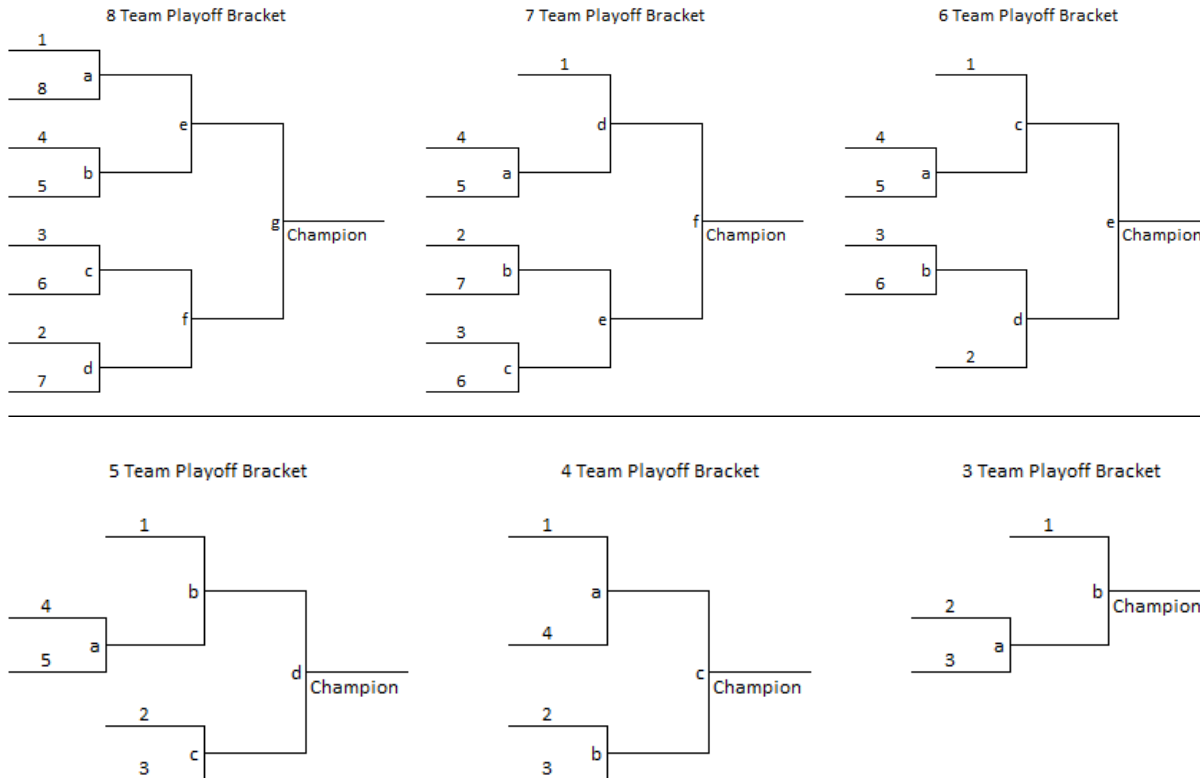 8 Team Playoff Bracket
1
a
8
e
4
b
5
g
Champion
3
c
6
f
2
d
7
7 Team Playoff Bracket
1
d
4
a
5
f
Champion
2
b
7
e
3
c
6
6 Team Playoff Bracket
1
c
4
a
5
e
Champion
3
b
6
d
2
5 Team Playoff Bracket
1
b
4
a
5
d
Champion
2
c
3
4 Team Playoff Bracket
1
a
4
c
Champion
2
b
3
3 Team Playoff Bracket
1
b
Champion
2
a
3